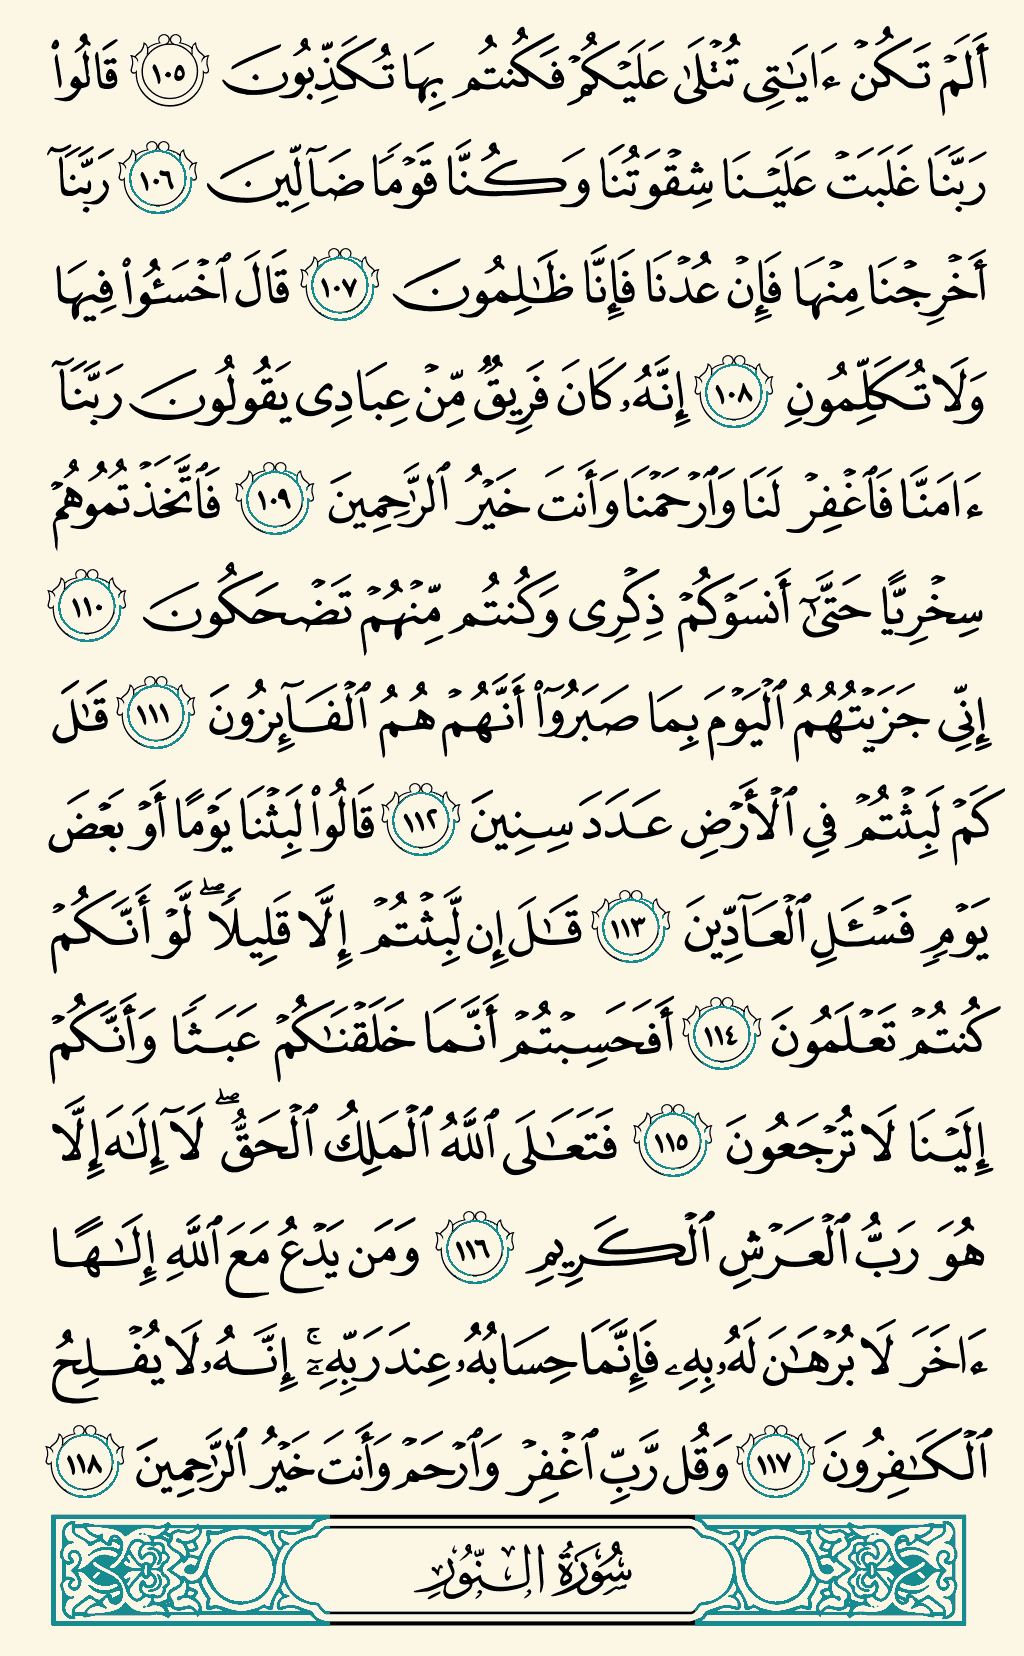 أَلَمْ تَكُنْ ءَايَٰتِى تُتْلَىٰ عَلَيْكُمْ فَكُنتُم بِهَا تُكَذِّبُونَ ١٠٥ قَالُوا۟
رَبَّنَا غَلَبَتْ عَلَيْنَا شِقْوَتُنَا وَكُنَّا قَوْمًا ضَآلِّينَ ١٠٦ رَبَّنَآ
أَخْرِجْنَا مِنْهَا فَإِنْ عُدْنَا فَإِنَّا ظَٰلِمُونَ ١٠٧ قَالَ ٱخْسَـُٔوا۟ فِيهَا
وَلَا تُكَلِّمُونِ ١٠٨ إِنَّهُۥ كَانَ فَرِيقٌ مِّنْ عِبَادِى يَقُولُونَ رَبَّنَآ
ءَامَنَّا فَٱغْفِرْ لَنَا وَٱرْحَمْنَا وَأَنتَ خَيْرُ ٱلرَّٰحِمِينَ ١٠٩ فَٱتَّخَذْتُمُوهُمْ
سِخْرِيًّا حَتَّىٰٓ أَنسَوْكُمْ ذِكْرِى وَكُنتُم مِّنْهُمْ تَضْحَكُونَ ١١٠
إِنِّى جَزَيْتُهُمُ ٱلْيَوْمَ بِمَا صَبَرُوٓا۟ أَنَّهُمْ هُمُ ٱلْفَآئِزُونَ ١١١ قَٰلَ
كَمْ لَبِثْتُمْ فِى ٱلْأَرْضِ عَدَدَ سِنِينَ ١١٢ قَالُوا۟ لَبِثْنَا يَوْمًا أَوْ بَعْضَ
يَوْمٍ فَسْـَٔلِ ٱلْعَآدِّينَ ١١٣ قَٰلَ إِن لَّبِثْتُمْ إِلَّا قَلِيلًا ۖ لَّوْ أَنَّكُمْ
كُنتُمْ تَعْلَمُونَ ١١٤ أَفَحَسِبْتُمْ أَنَّمَا خَلَقْنَٰكُمْ عَبَثًا وَأَنَّكُمْ
إِلَيْنَا لَا تُرْجَعُونَ ١١٥ فَتَعَٰلَى ٱللَّهُ ٱلْمَلِكُ ٱلْحَقُّ ۖ لَآ إِلَٰهَ إِلَّا
هُوَ رَبُّ ٱلْعَرْشِ ٱلْكَرِيمِ ١١٦ وَمَن يَدْعُ مَعَ ٱللَّهِ إِلَٰهًا
ءَاخَرَ لَا بُرْهَٰنَ لَهُۥ بِهِۦ فَإِنَّمَا حِسَابُهُۥ عِندَ رَبِّهِۦٓ ۚ إِنَّهُۥ لَا يُفْلِحُ
ٱلْكَٰفِرُونَ ١١٧ وَقُل رَّبِّ ٱغْفِرْ وَٱرْحَمْ وَأَنتَ خَيْرُ ٱلرَّٰحِمِينَ ١١٨
سُورَةُ النُّورِ